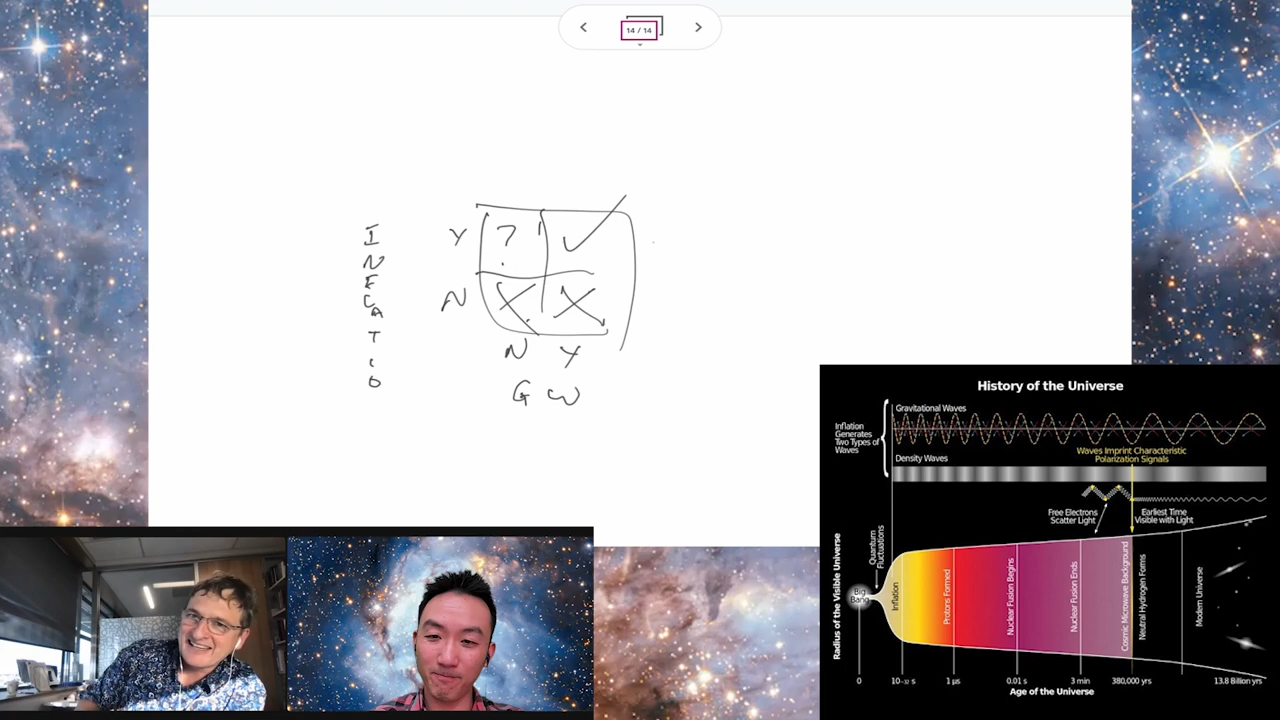 14 / 14
I
N
F
L
A
T
I
O
Y ? ✓
N X X
N Y
G W
History of the Universe
Gravitational Waves
Inflation
Generates
Two Types of
Waves
Waves Imprint Characteristic
Polarization Signals
Density Waves
Free Electrons
Scatter Light
Earliest Time
Visible with Light
Radius of the Visible Universe
Quantum
Fluctuations
Big
Bang
Inflation
Protons Formed
Nuclear Fusion Begins
Nuclear Fusion Ends
Cosmic Microwave Background
Neutral Hydrogen Forms
Modern Universe
0
10-32 s
1 µs
0.01 s
3 min
380,000 yrs
13.8 Billion yrs
Age of the Universe